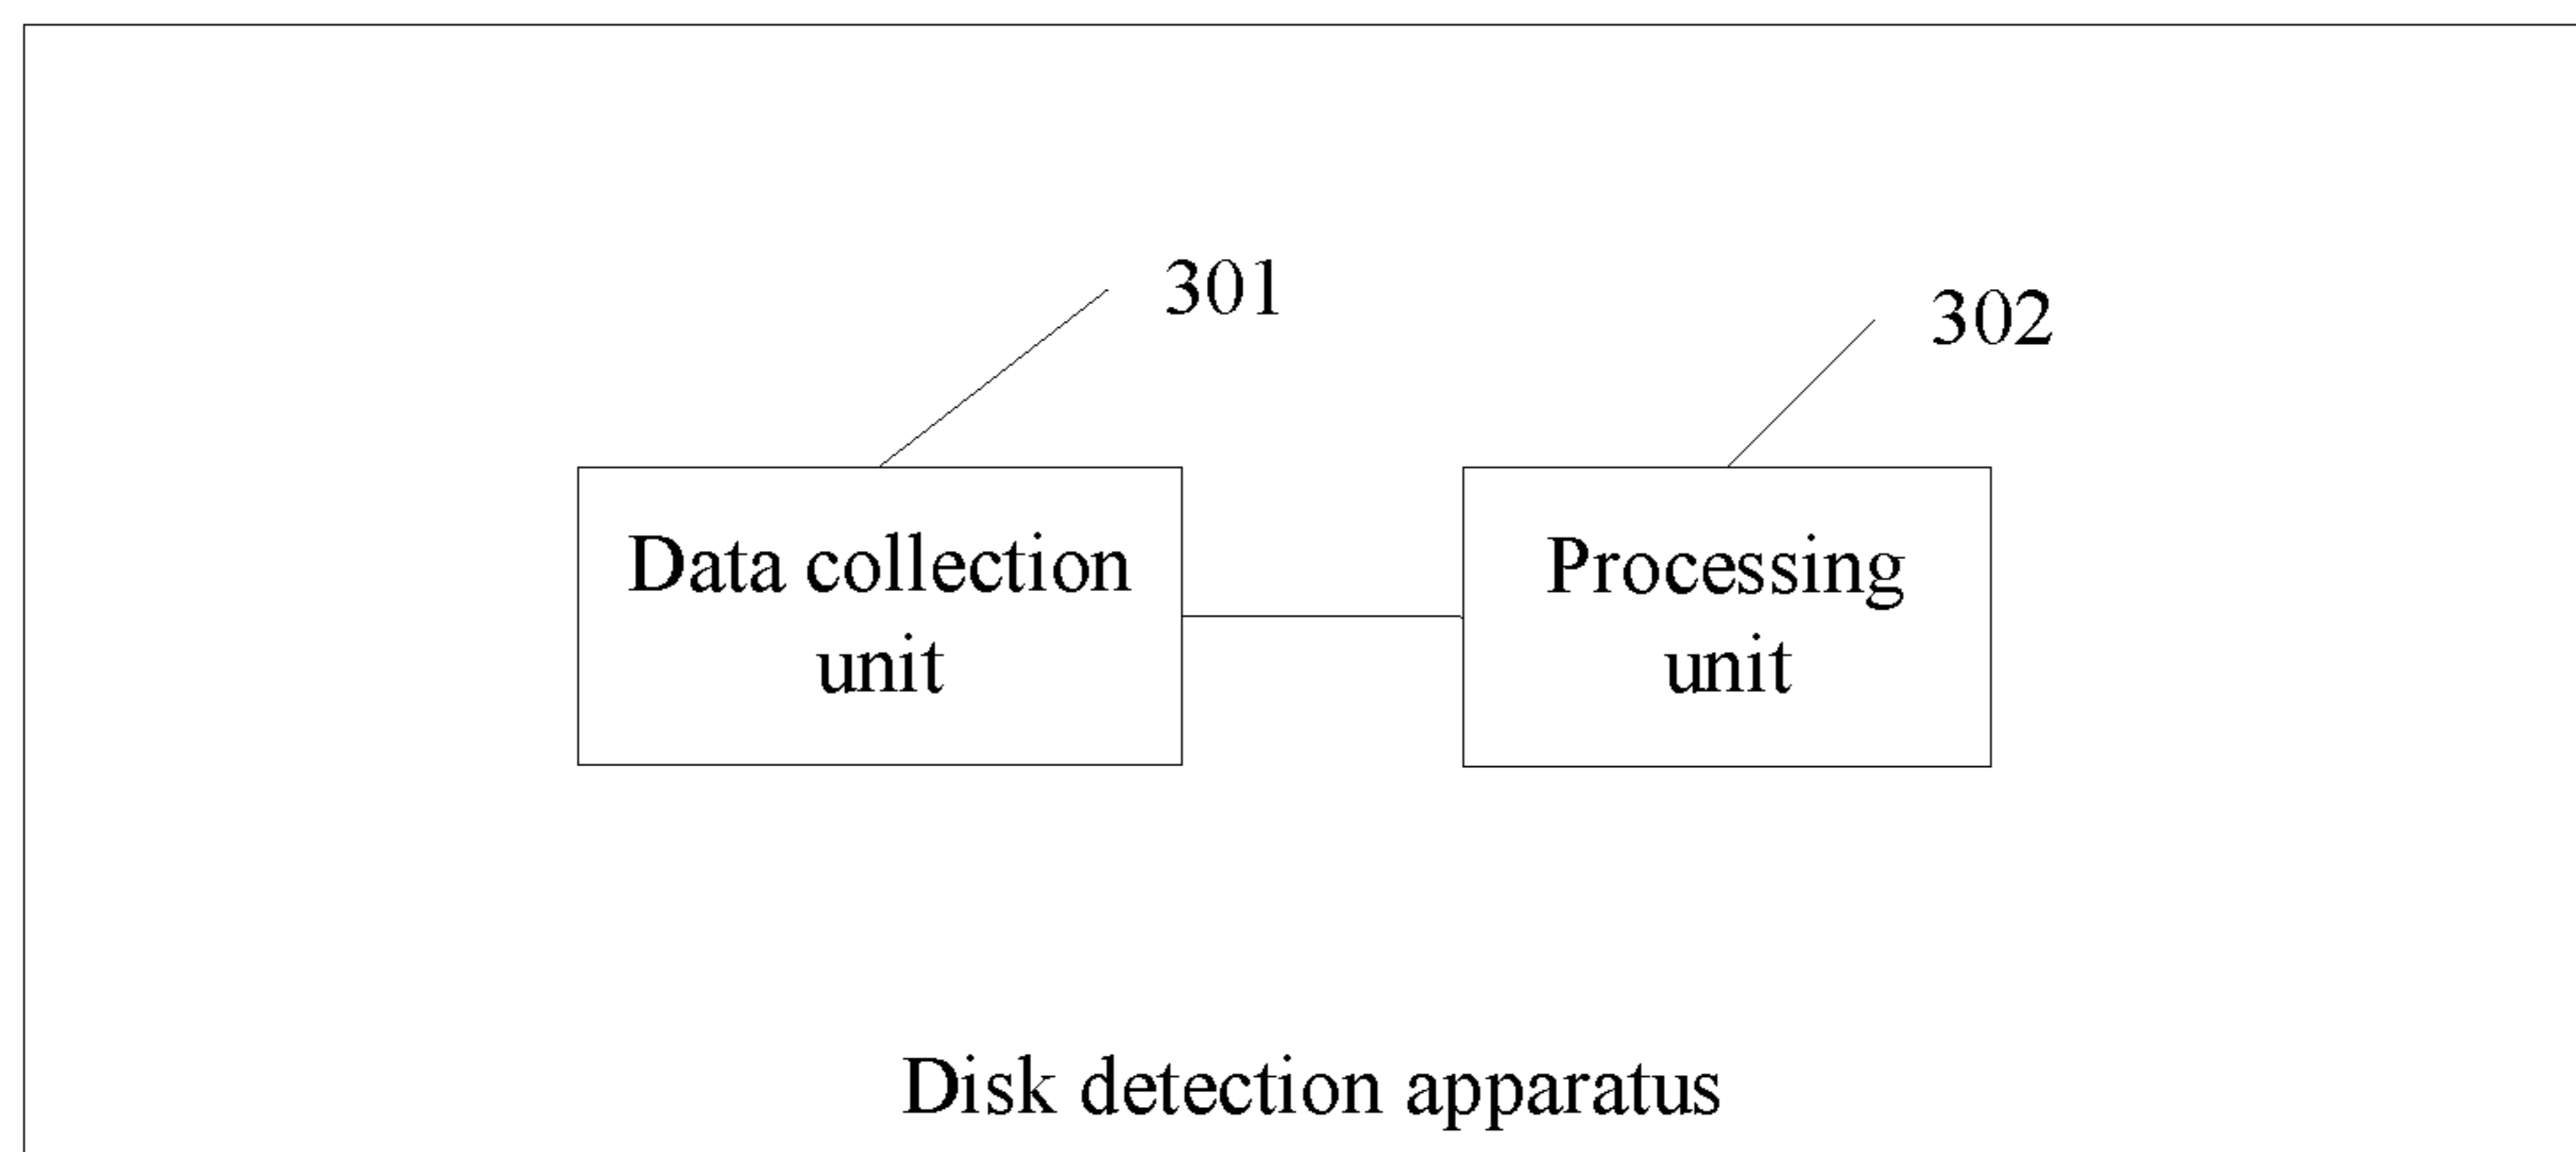 301
302
Data collection
unit
Processing
unit
Disk detection apparatus